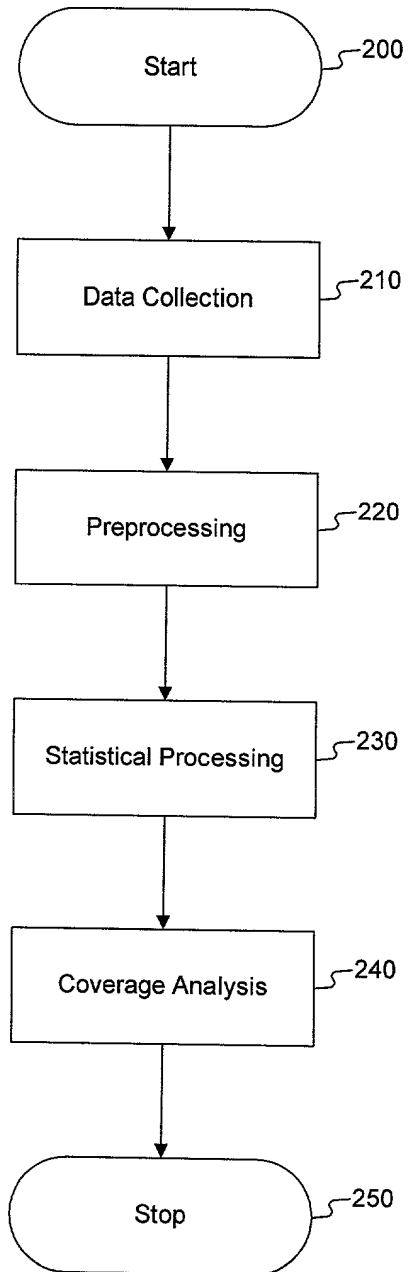 Start
200
Data Collection
210
Preprocessing
220
Statistical Processing
230
Coverage Analysis
240
Stop
250